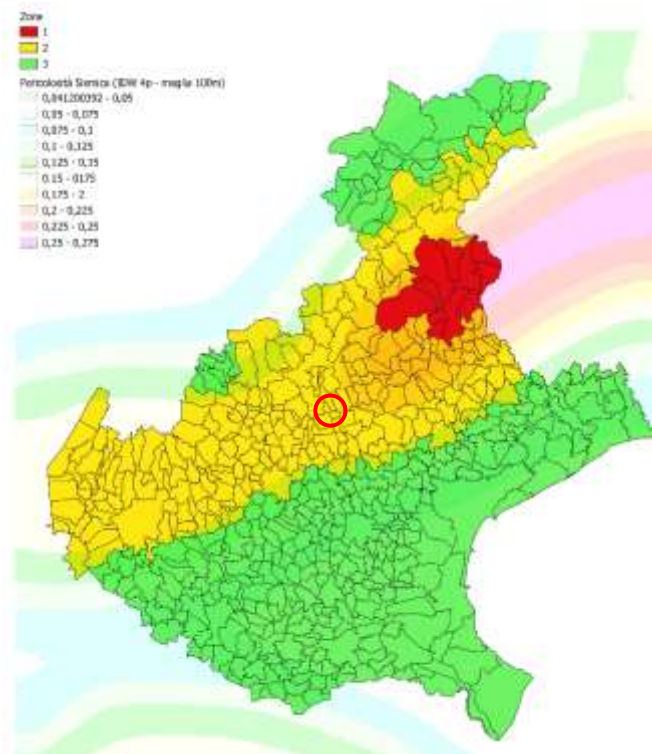 Zone
1
2
3
Pericolosità Sismica (IDW 4p - maglia 100m)
0,041200392 - 0,05
0,05 - 0,075
0,075 - 0,1
0,1 - 0,125
0,125 - 0,15
0.15 - 0175
0,175 - 2
0,2 - 0,225
0,225 - 0,25
0,25 - 0,275